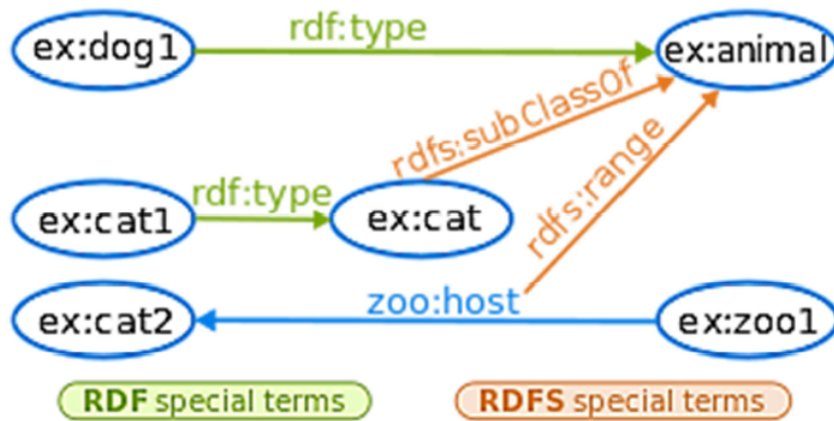 ex:dog1
rdf:type
ex:animal
rdfs:subClassOf
rdfs:range
ex:cat1
rdf:type
ex:cat
ex:cat2
zoo:host
ex:zoo1
RDF special terms
RDFS special terms